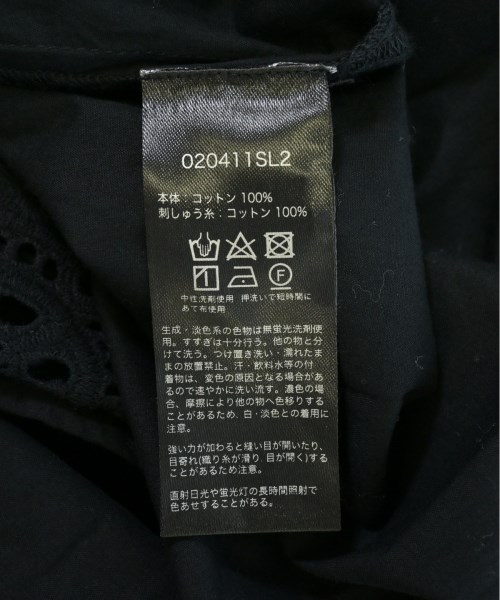 020411SL2
本体：コットン 100%
刺しゅう糸：コットン 100%
中性洗剤使用 押洗いで短時間に
あて布使用
生成・淡色系の色物は無蛍光洗剤使
用。すすぎは十分行う。他の物と分
けて洗う。つけ置き洗い・濡れたま
まの放置禁止。汗・飲料水等の付
着物は、変色の原因となる場合があ
るので速やかに洗い流す。濃色の場
合、摩擦により他の物へ色移りする
ことがあるため、白・淡色との着用に
注意。
強い力が加わると縫い目が開いたり、
目寄れ(織り糸が滑り、目が開く)する
ことがあるため注意。
直射日光や蛍光灯の長時間照射で
色あせすることがある。